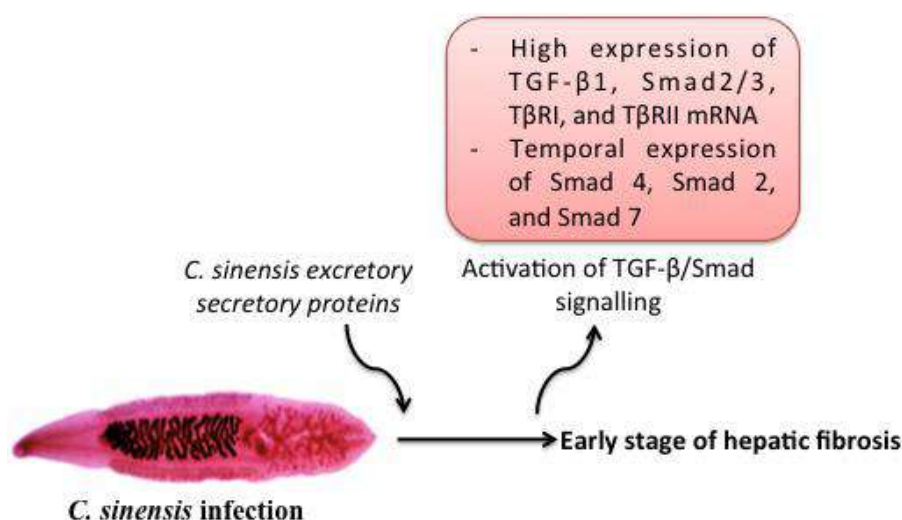 - High expression of
TGF-β1, Smad2/3,
TβRI, and TβRII mRNA
- Temporal expression
of Smad 4, Smad 2,
and Smad 7
C. sinensis excretory
secretory proteins
Activation of TGF-β/Smad
signalling
Early stage of hepatic fibrosis
C. sinensis infection